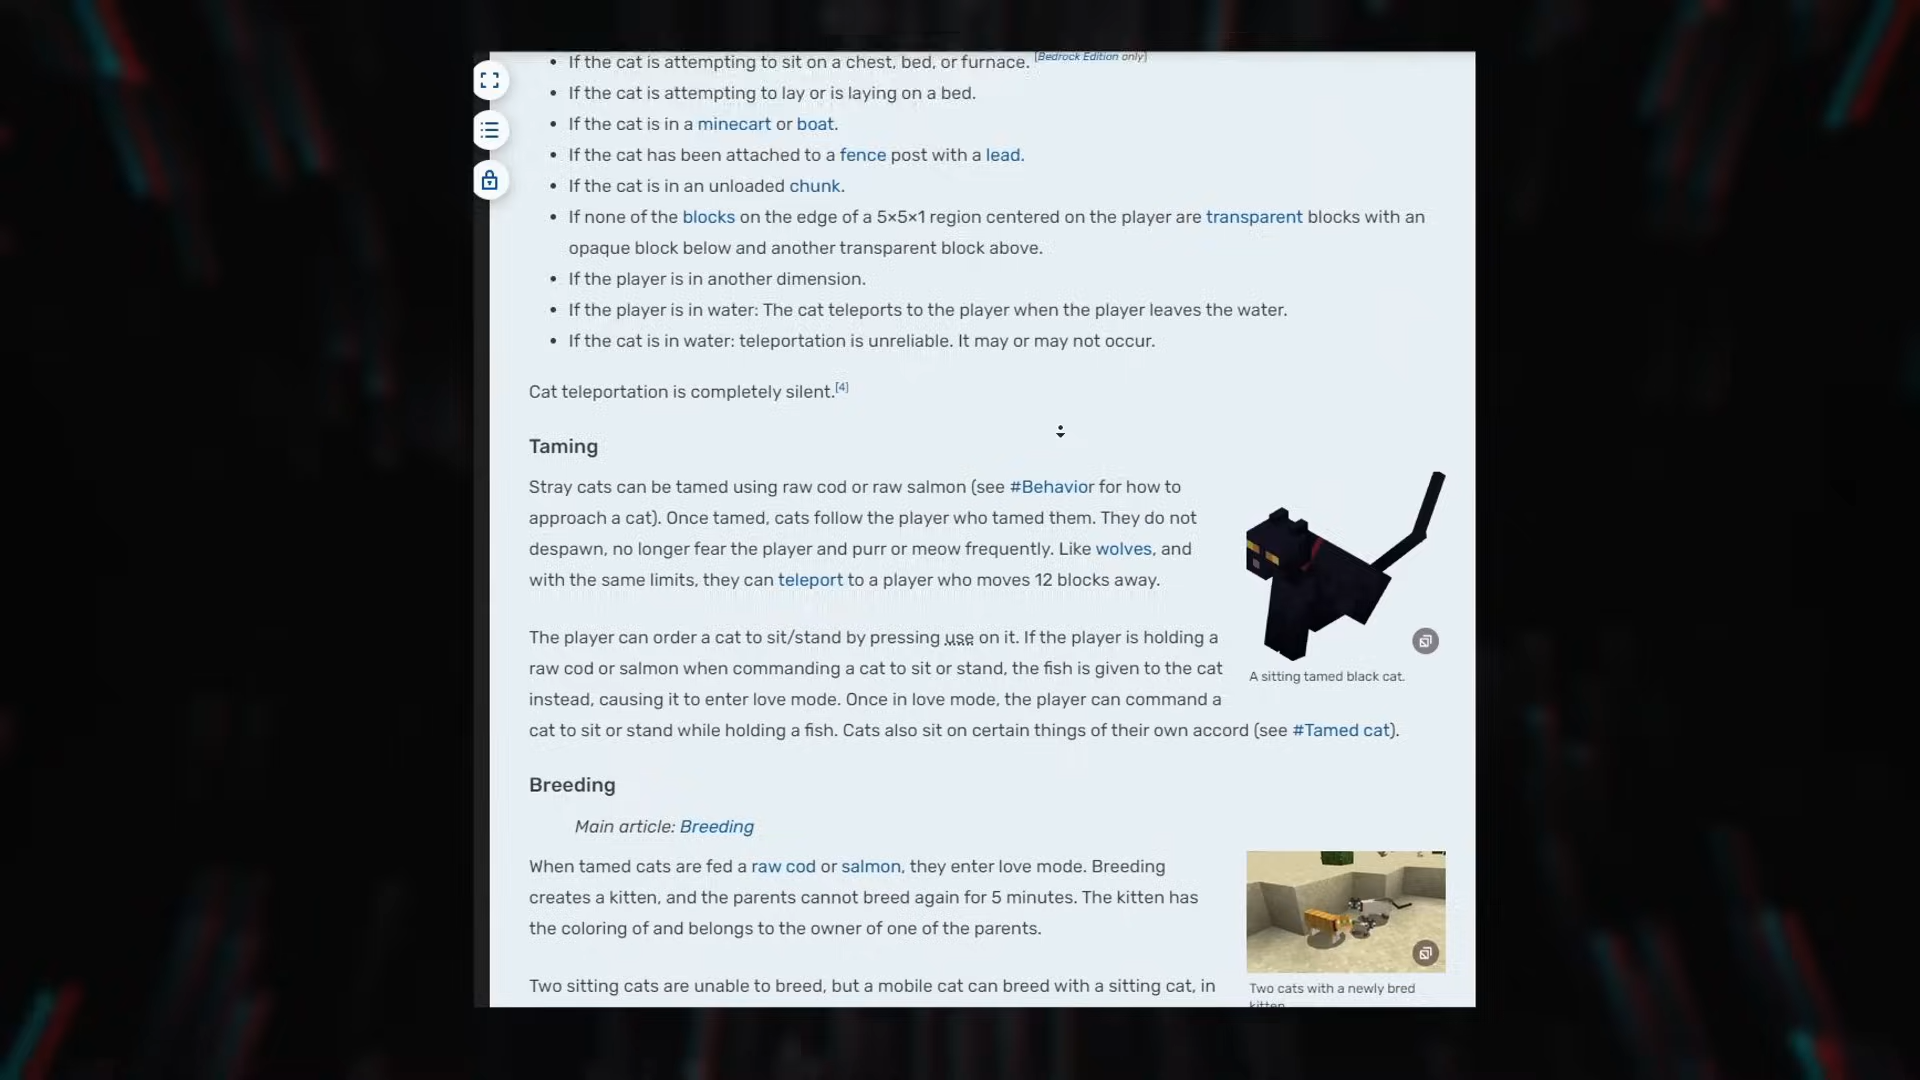 If the cat is attempting to sit on a chest, bed, or furnace. [Bedrock Edition only]
If the cat is attempting to lay or is laying on a bed.
If the cat is in a minecart or boat.
If the cat has been attached to a fence post with a lead.
If the cat is in an unloaded chunk.
If none of the blocks on the edge of a 5×5×1 region centered on the player are transparent blocks with an
opaque block below and another transparent block above.
If the player is in another dimension.
If the player is in water: The cat teleports to the player when the player leaves the water.
If the cat is in water: teleportation is unreliable. It may or may not occur.
Cat teleportation is completely silent.[4]
Taming
Stray cats can be tamed using raw cod or raw salmon (see #Behavior for how to
approach a cat). Once tamed, cats follow the player who tamed them. They do not
despawn, no longer fear the player and purr or meow frequently. Like wolves, and
with the same limits, they can teleport to a player who moves 12 blocks away.
The player can order a cat to sit/stand by pressing use on it. If the player is holding a
raw cod or salmon when commanding a cat to sit or stand, the fish is given to the cat
instead, causing it to enter love mode. Once in love mode, the player can command a
cat to sit or stand while holding a fish. Cats also sit on certain things of their own accord (see #Tamed cat).
A sitting tamed black cat.
Breeding
Main article: Breeding
When tamed cats are fed a raw cod or salmon, they enter love mode. Breeding
creates a kitten, and the parents cannot breed again for 5 minutes. The kitten has
the coloring of and belongs to the owner of one of the parents.
Two sitting cats are unable to breed, but a mobile cat can breed with a sitting cat, in
Two cats with a newly bred
kitten